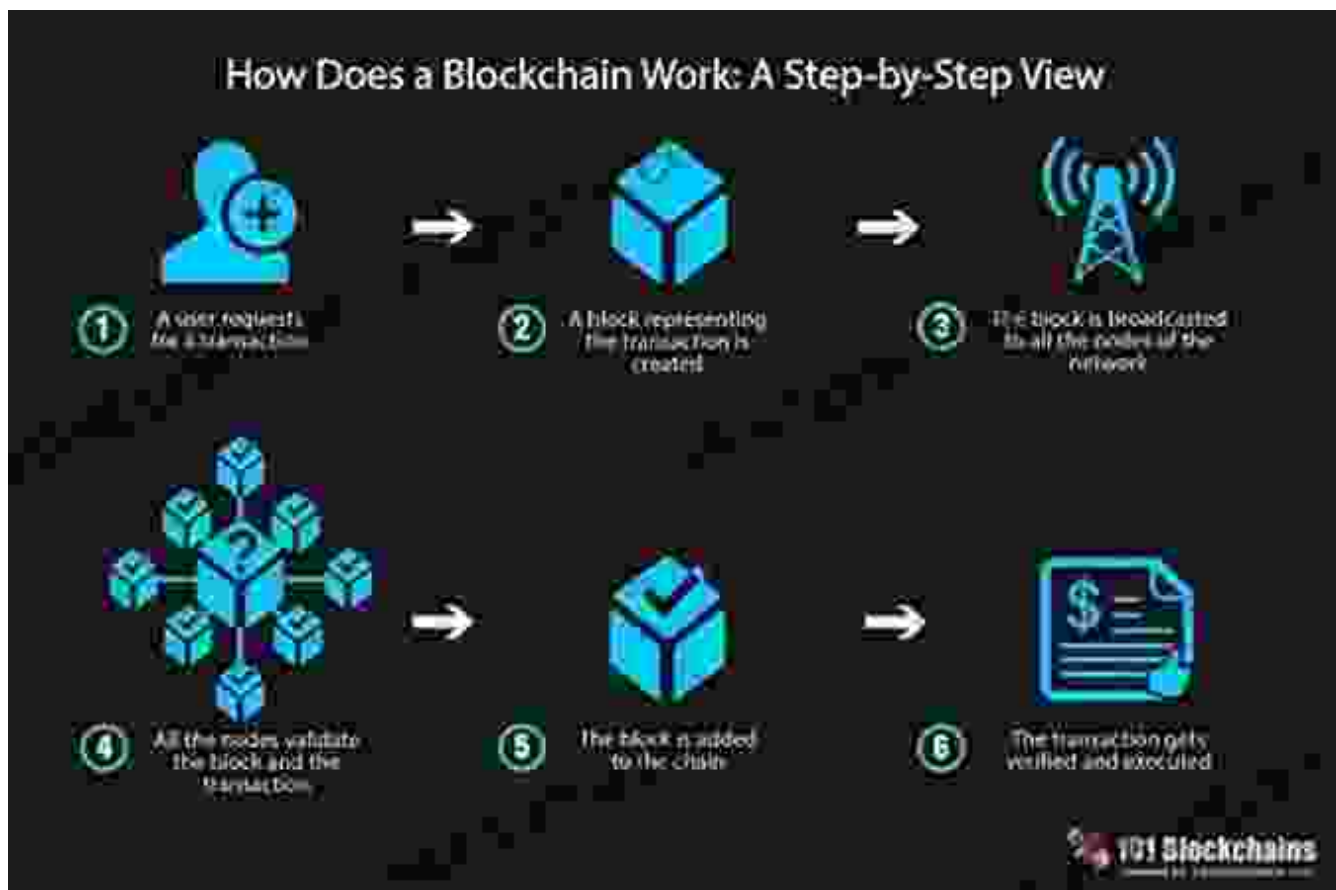 How Does a Blockchain Work: A Step-by-Step View
1
A user requests
for a transaction
2
A block representing
the transaction is
created
3
The block is broadcasted
to all the nodes of the
network
4
All the nodes validate
the block and the
transaction
5
The block is added
to the chain
6
The transaction gets
verified and executed
101 Blockchains